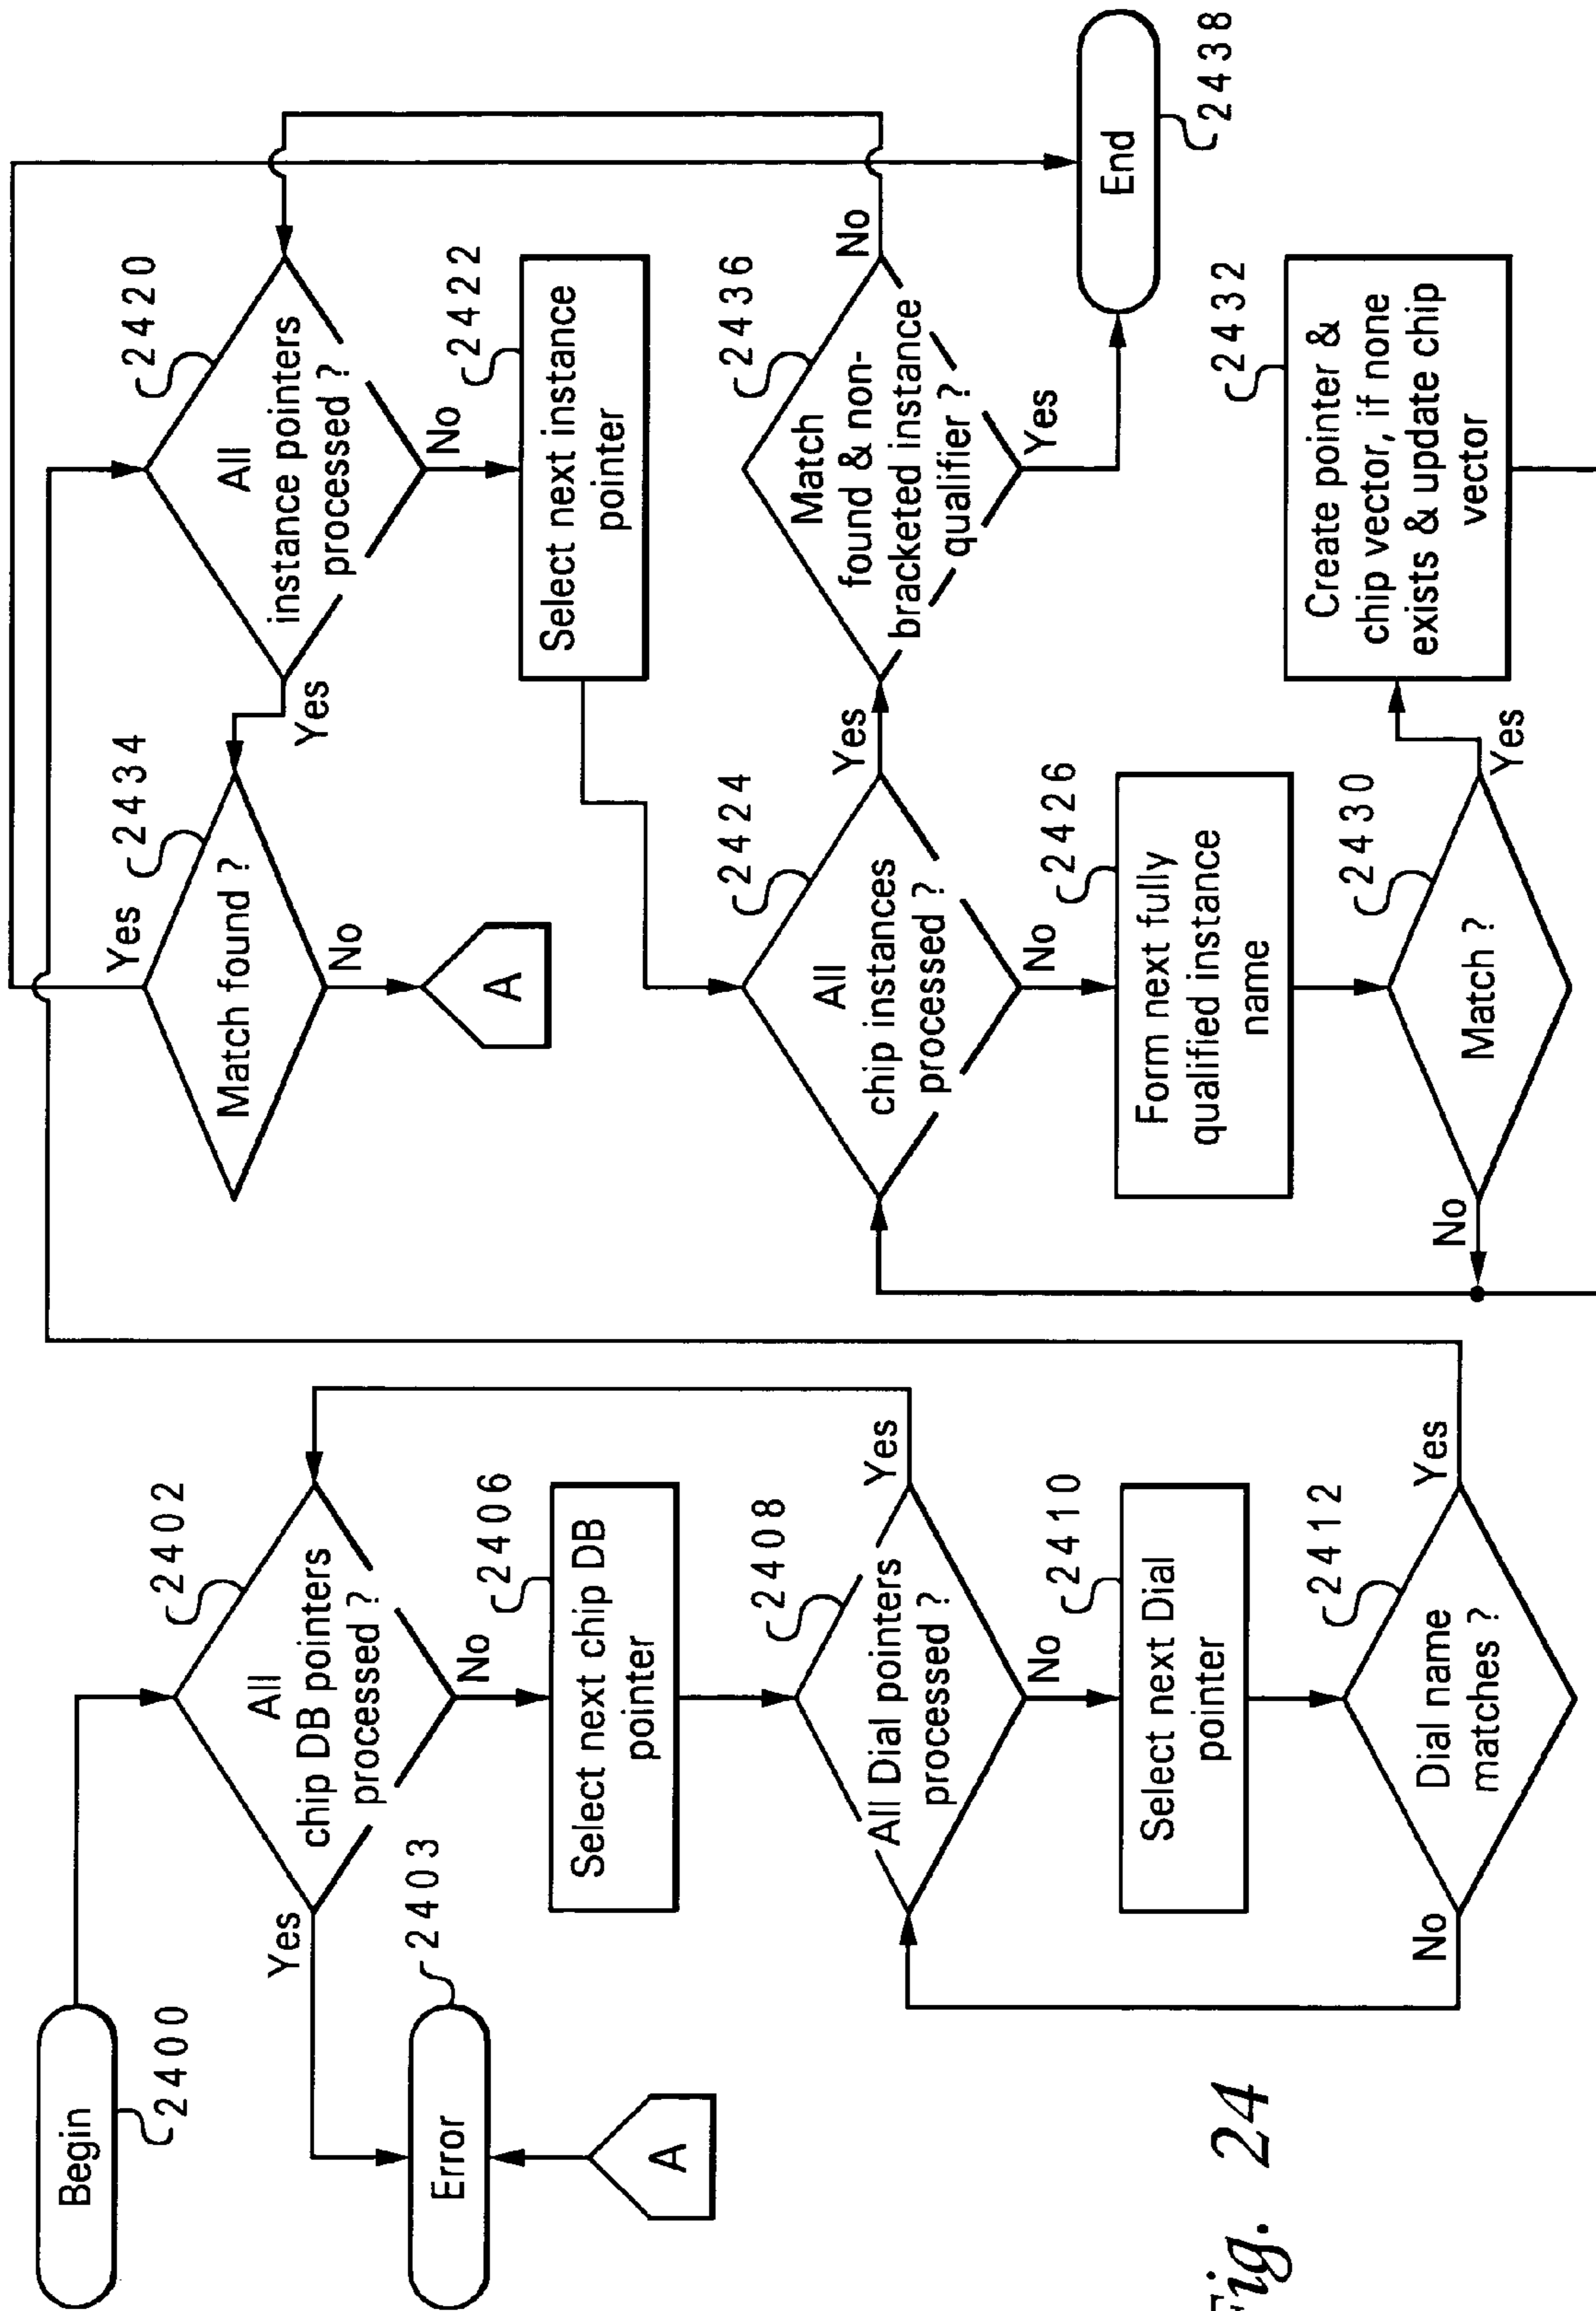 Begin
2400
All
chip DB pointers
processed ?
2402
Yes
No
Error
2403
A
Select next chip DB
pointer
2406
All Dial pointers
processed ?
2408
Yes
No
Select next Dial
pointer
2410
Dial name
matches ?
2412
No
Yes
All
instance pointers
processed ?
2420
Yes
No
Match found ?
2434
Yes
No
A
Select next instance
pointer
2422
All
chip instances
processed ?
2424
Yes
No
Match
found & non-
bracketed instance
qualifier ?
2436
No
Yes
End
2438
Form next fully
qualified instance
name
2426
Match ?
2430
No
Yes
Create pointer &
chip vector, if none
exists & update chip
vector
2432
Fig. 24